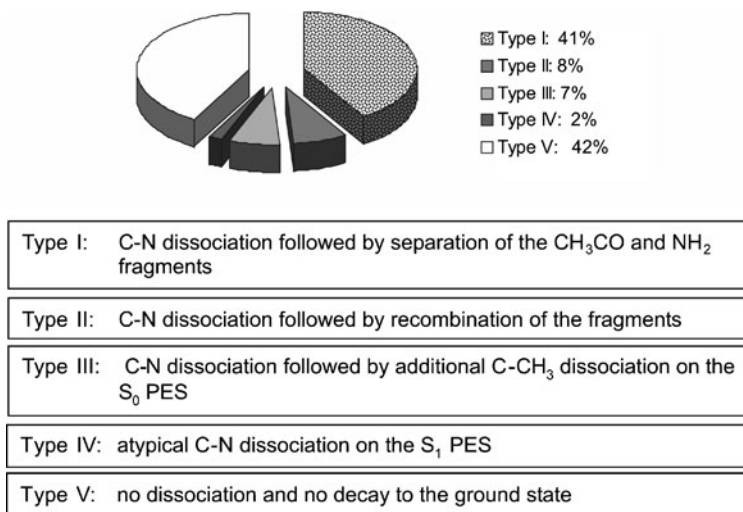 Type I: 41%
Type II: 8%
Type III: 7%
Type IV: 2%
Type V: 42%
Type I: C-N dissociation followed by separation of the CH₃CO and NH₂
fragments
Type II: C-N dissociation followed by recombination of the fragments
Type III: C-N dissociation followed by additional C-CH₃ dissociation on the
S₀ PES
Type IV: atypical C-N dissociation on the S₁ PES
Type V: no dissociation and no decay to the ground state